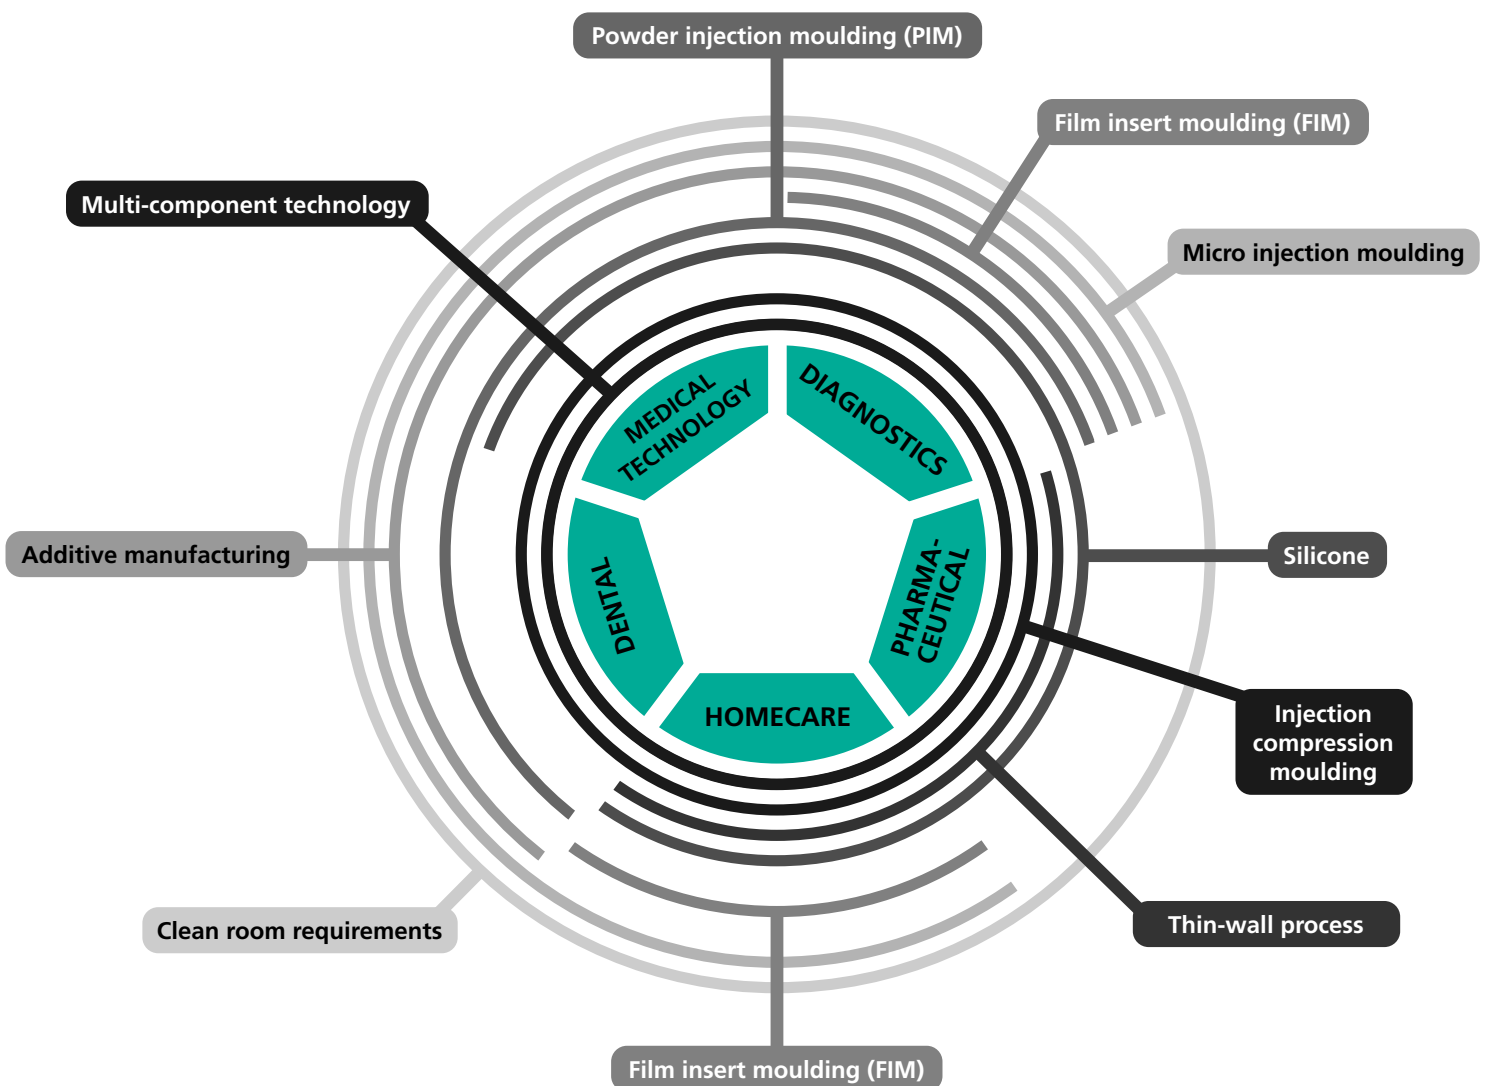 Powder injection moulding (PIM)
Film insert moulding (FIM)
Multi-component technology
Micro injection moulding
MEDICAL
TECHNOLOGY
DIAGNOSTICS
Additive manufacturing
Silicone
DENTAL
PHARMA-
CEUTICAL
HOMECARE
Injection
compression
moulding
Clean room requirements
Thin-wall process
Film insert moulding (FIM)